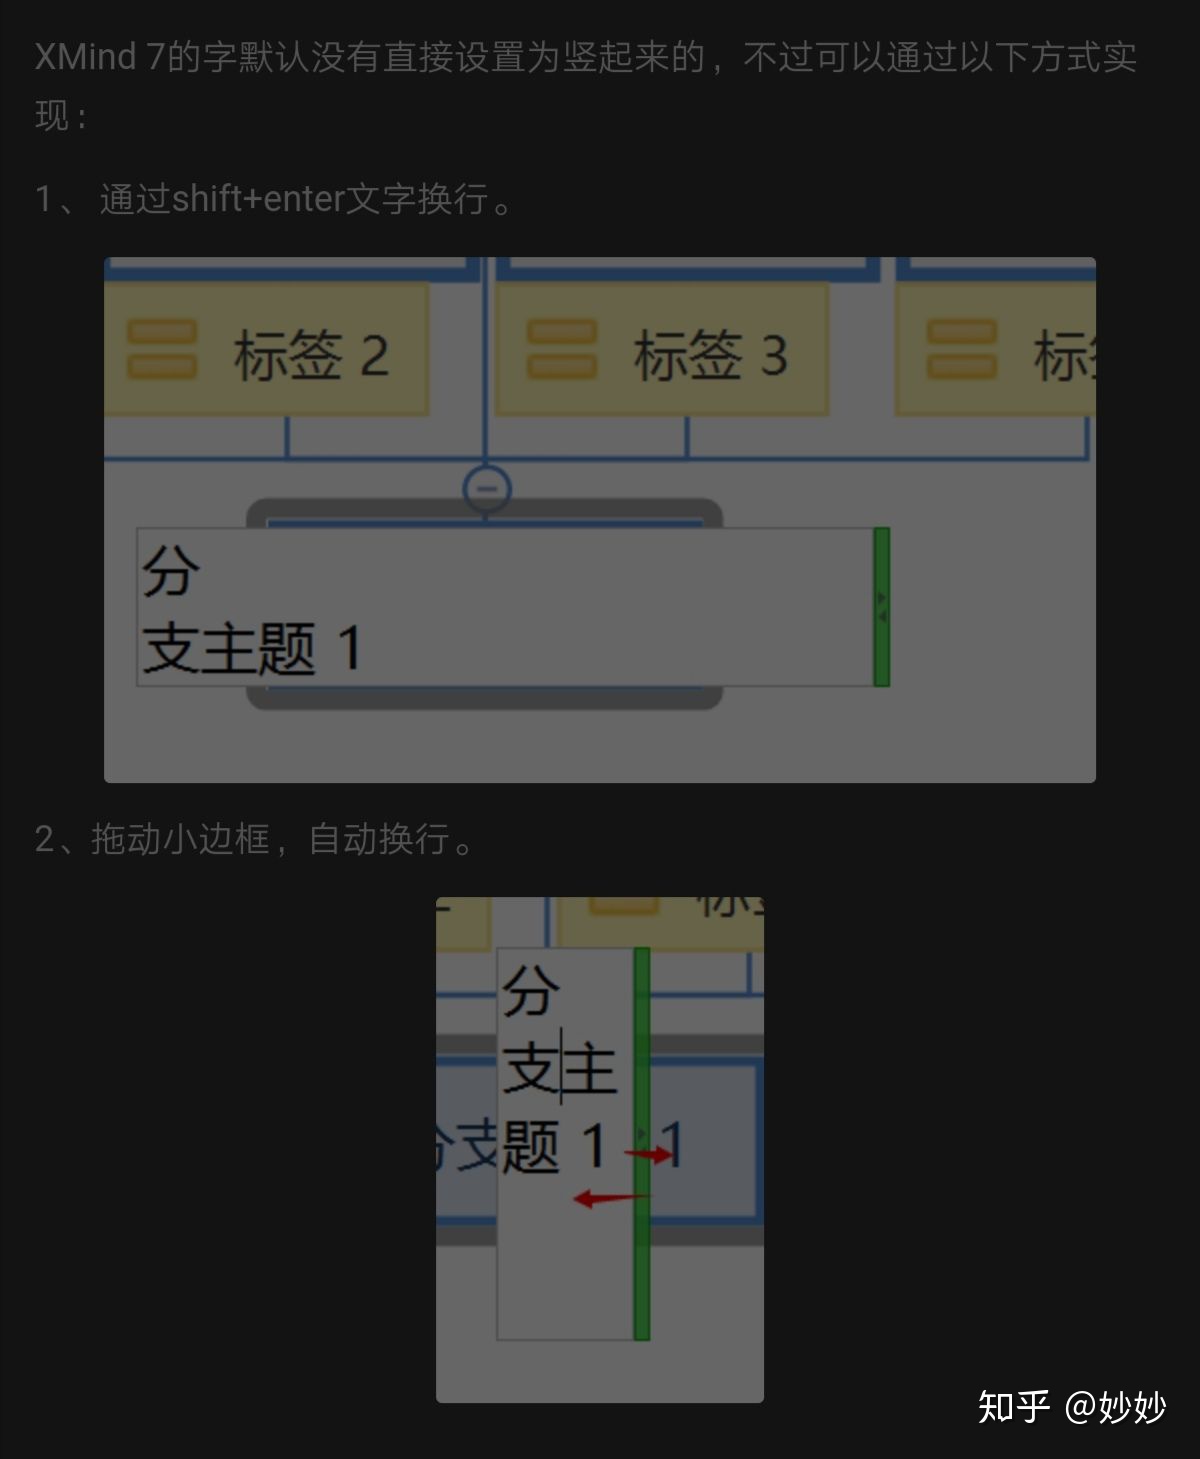 XMind 7的字默认没有直接设置为竖起来的，不过可以通过以下方式实
现：
1、 通过shift+enter文字换行。
标签 2
标签 3
标
分
支主题 1
2、拖动小边框，自动换行。
标
分
支主
分支
题 1
1
知乎 @妙妙